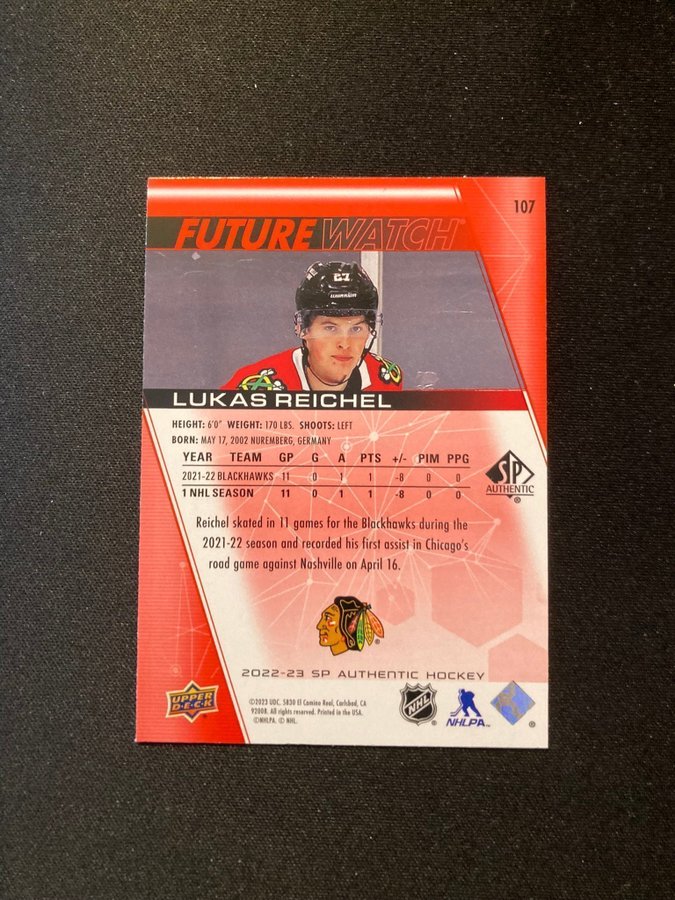 107
FUTURE WATCH
27
WARRIOR
LUKAS REICHEL
HEIGHT: 6'0" WEIGHT: 170 LBS. SHOOTS: LEFT
BORN: MAY 17, 2002 NUREMBERG, GERMANY
YEAR TEAM GP G A PTS +/- PIM PPG
2021-22 BLACKHAWKS 11 0 1 1 -8 0 0
1 NHL SEASON 11 0 1 1 -8 0 0
SP
AUTHENTIC
®
Reichel skated in 11 games for the Blackhawks during the
2021-22 season and recorded his first assist in Chicago's
road game against Nashville on April 16.
®
2022-23 SP AUTHENTIC HOCKEY
UPPER
D·E·C·K
©2023 UDC. 5830 El Camino Real, Carlsbad, CA
92008. All rights reserved. Printed in the USA.
©NHLPA. © NHL.
NHL
NHLPA™
®